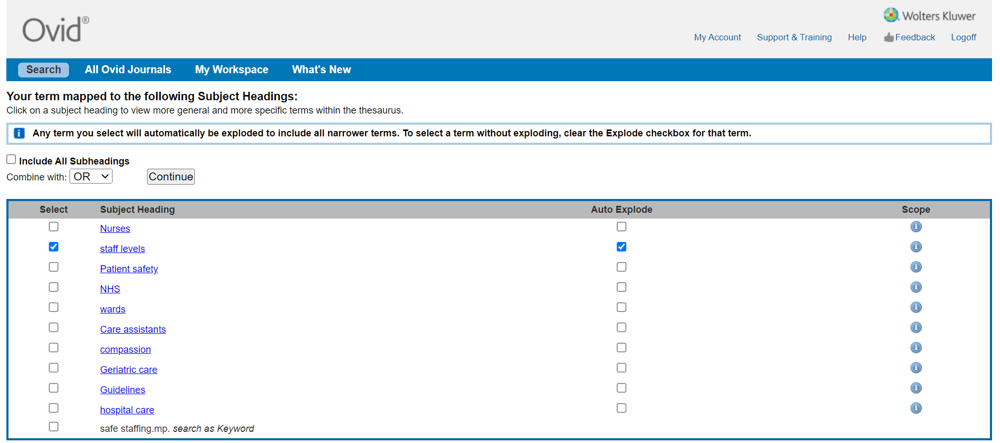 Ovid®
Wolters Kluwer
My Account Support & Training Help Feedback Logoff
Search All Ovid Journals My Workspace What's New
Your term mapped to the following Subject Headings:
Click on a subject heading to view more general and more specific terms within the thesaurus.
Any term you select will automatically be exploded to include all narrower terms. To select a term without exploding, clear the Explode checkbox for that term.
Include All Subheadings
Combine with: OR Continue
Select Subject Heading Auto Explode Scope
Nurses
staff levels
Patient safety
NHS
wards
Care assistants
compassion
Geriatric care
Guidelines
hospital care
safe staffing.mp. search as Keyword